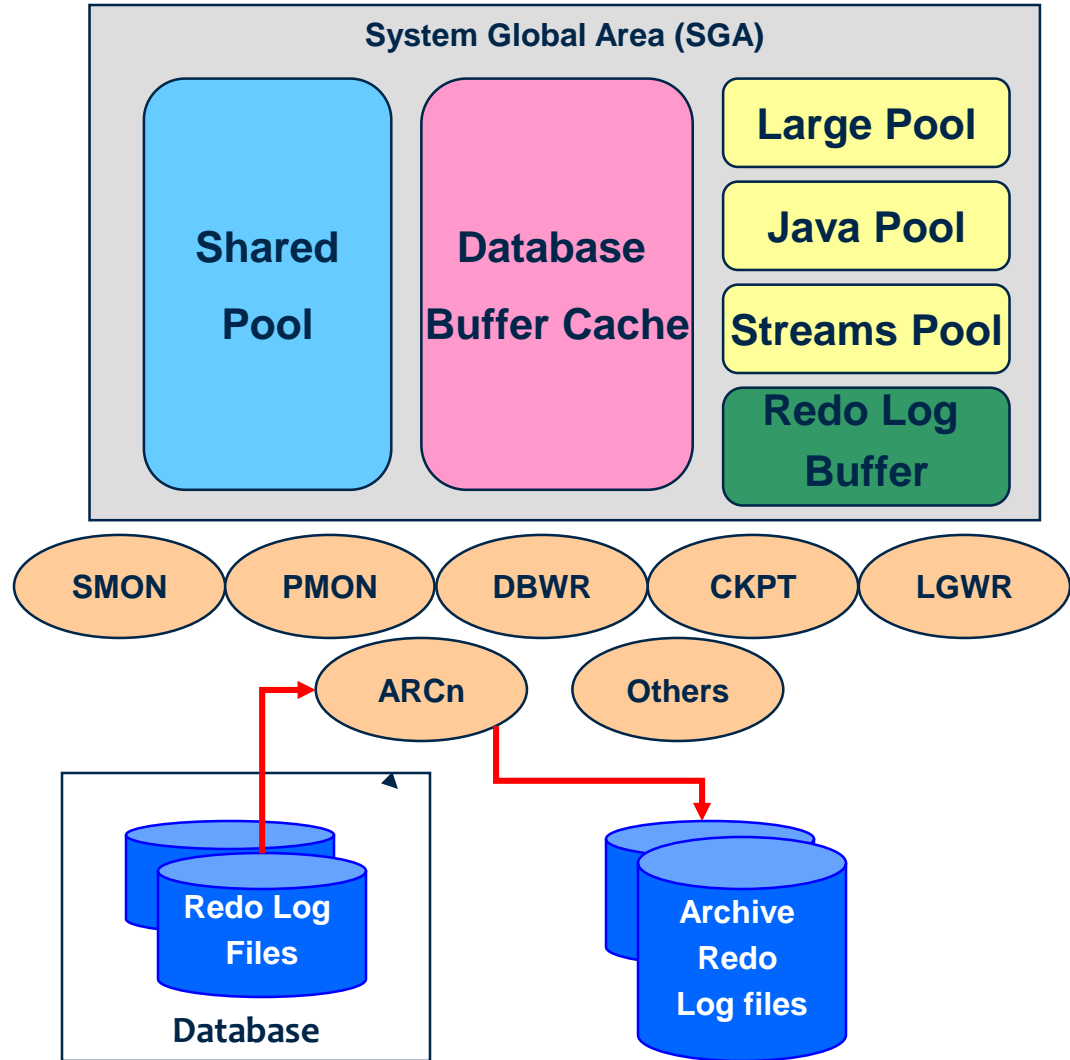 System Global Area (SGA)
Shared
Pool
Database
Buffer Cache
Large Pool
Java Pool
Streams Pool
Redo Log
Buffer
SMON
PMON
DBWR
CKPT
LGWR
ARCn
Others
Redo Log
Files
Database
Archive
Redo
Log files